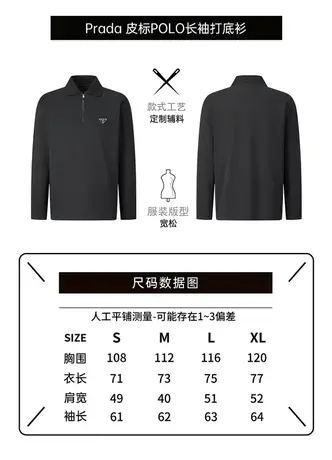 Prada 皮标POLO长袖打底衫
款式工艺
定制辅料
服装版型
宽松
尺码数据图
人工平铺测量-可能存在1~3偏差
SIZE S M L XL
胸围 108 112 116 120
衣长 71 73 75 77
肩宽 49 40 51 52
袖长 61 62 63 64